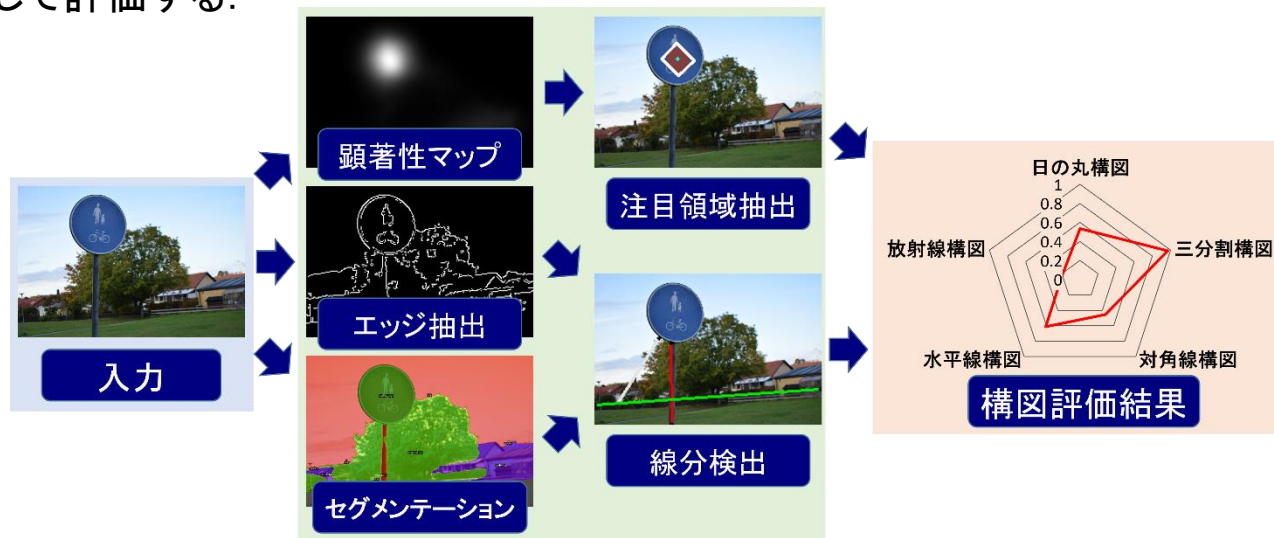 して評価する.
顕著性マップ
注目領域抽出
入力
エッジ抽出
セグメンテーション
線分検出
日の丸構図
1
0.8
0.6
0.4
0.2
0
放射線構図
三分割構図
水平線構図
対角線構図
構図評価結果